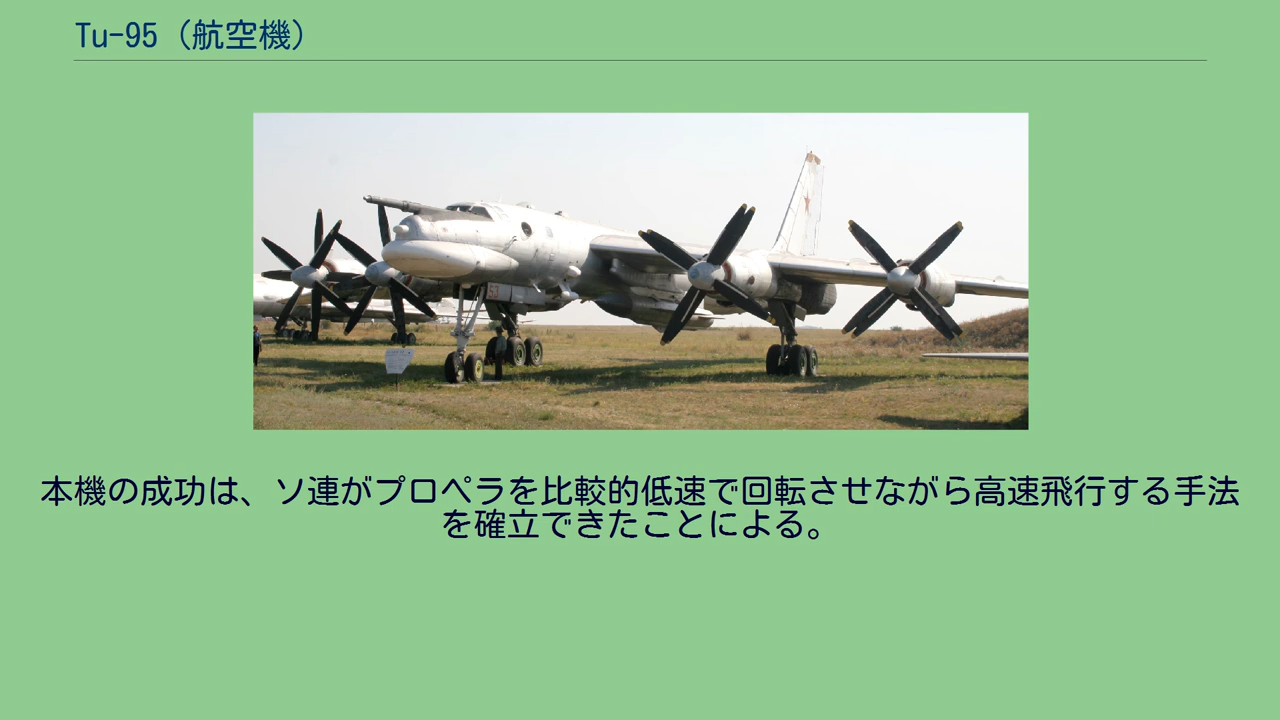 Tu-95（航空機）
53
本機の成功は、ソ連がプロペラを比較的低速で回転させながら高速飛行する手法
を確立できたことによる。